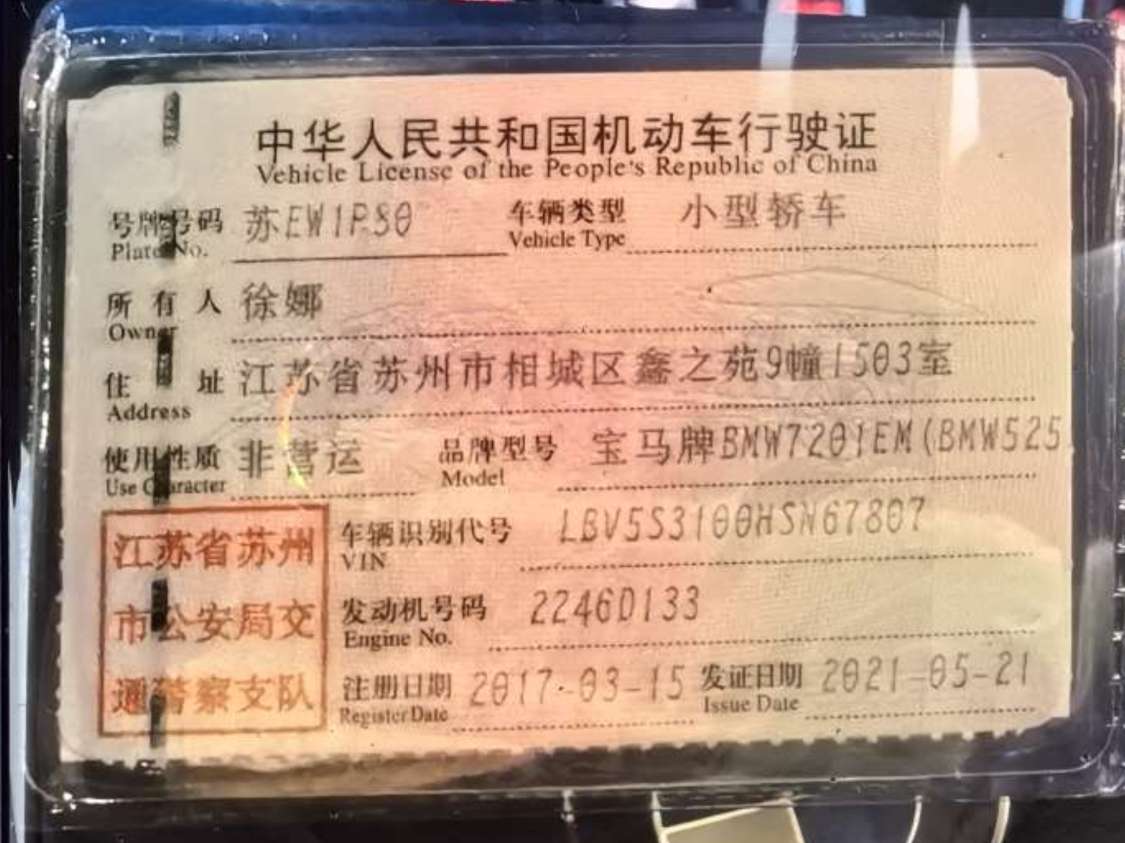 中华人民共和国机动车行驶证
Vehicle License of the People's Republic of China
号牌号码 苏EW1P80 车辆类型 小型轿车
Plate No. Vehicle Type
所有人 徐娜
Owner
住址 江苏省苏州市相城区鑫之苑9幢1503室
Address
使用性质 非营运 品牌型号 宝马牌BMW7201EM(BMW525
Use Character Model
江苏省苏州
市公安局交
通警察支队
车辆识别代号 LBV5S3100HSN67807
VIN
发动机号码 2246D133
Engine No.
注册日期 2017-03-15 发证日期 2021-05-21
Register Date Issue Date